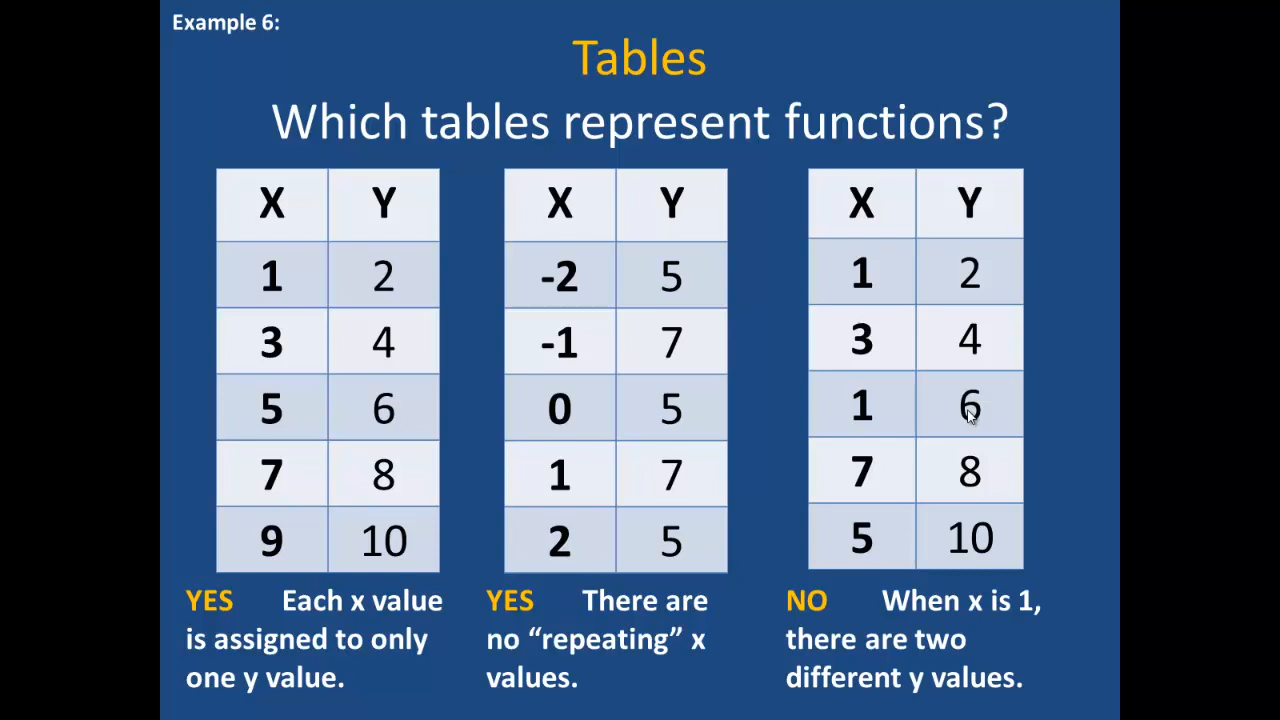 Example 6:
Tables
Which tables represent functions?
X Y
1 2
3 4
5 6
7 8
9 10
X Y
-2 5
-1 7
0 5
1 7
2 5
X Y
1 2
3 4
1 6
7 8
5 10
YES Each x value
is assigned to only
one y value.
YES There are
no “repeating” x
values.
NO When x is 1,
there are two
different y values.